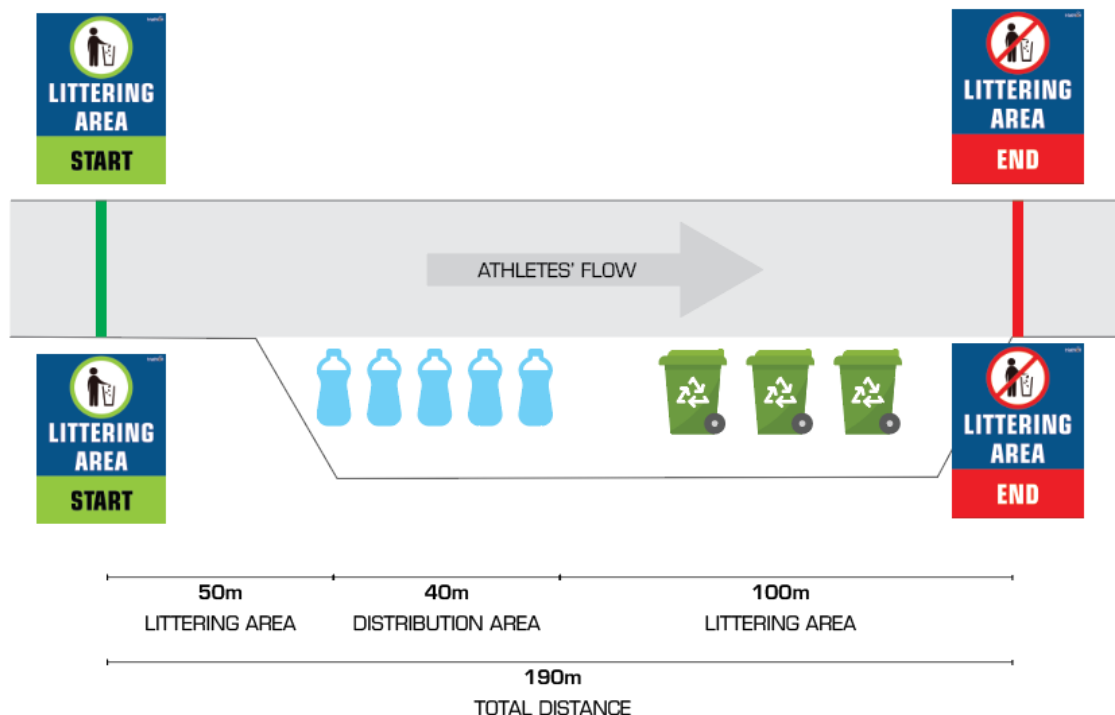 LITTERING
AREA
START
LITTERING
AREA
END
ATHLETES' FLOW
LITTERING
AREA
START
LITTERING
AREA
END
50m
LITTERING AREA
40m
DISTRIBUTION AREA
100m
LITTERING AREA
190m
TOTAL DISTANCE